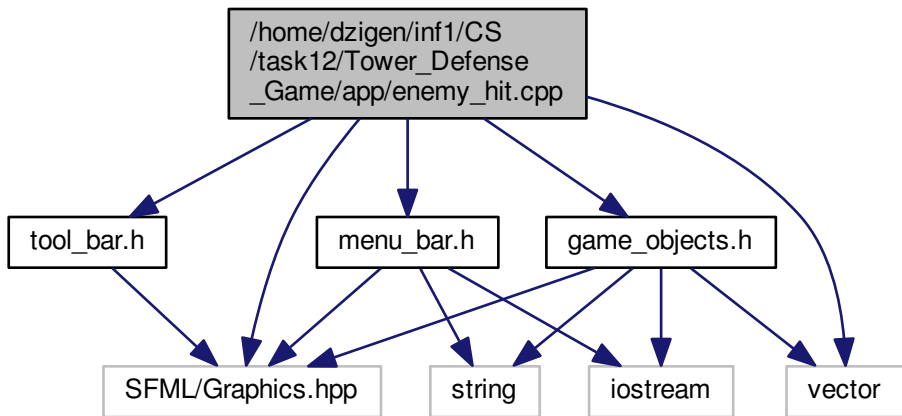 /home/dzigen/inf1/CS
/task12/Tower_Defense
_Game/app/enemy_hit.cpp
tool_bar.h
menu_bar.h
game_objects.h
SFML/Graphics.hpp
string
iostream
vector